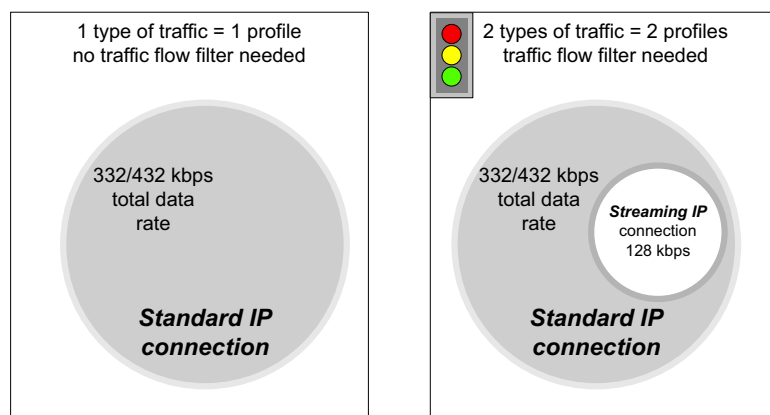 1 type of traffic = 1 profile
no traffic flow filter needed
332/432 kbps
total data
rate
Standard IP
connection
2 types of traffic = 2 profiles
traffic flow filter needed
332/432 kbps
total data
rate
Streaming IP
connection
128 kbps
Standard IP
connection